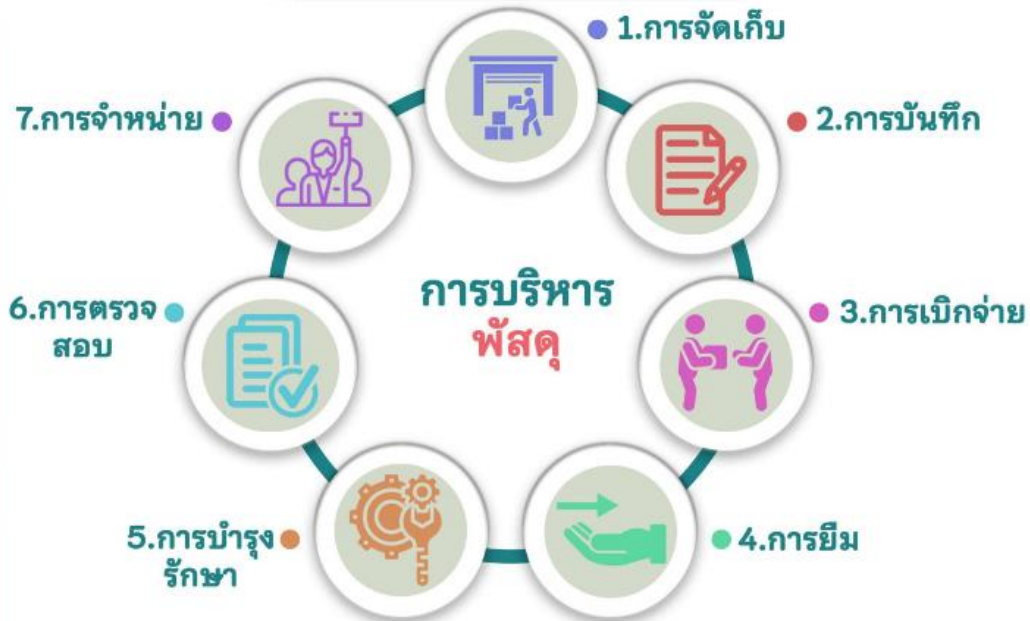 การบริหาร
พัสดุ
1.การจัดเก็บ
2.การบันทึก
3.การเบิกจ่าย
4.การยืม
5.การบำรุง
รักษา
6.การตรวจ
สอบ
7.การจำหน่าย